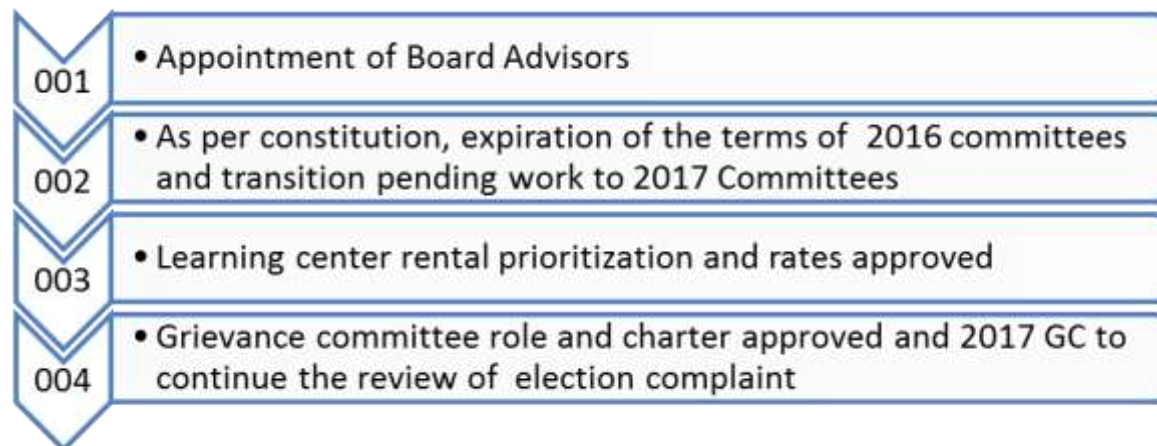 001
• Appointment of Board Advisors
002
• As per constitution, expiration of the terms of 2016 committees
and transition pending work to 2017 Committees
003
• Learning center rental prioritization and rates approved
004
• Grievance committee role and charter approved and 2017 GC to
continue the review of election complaint